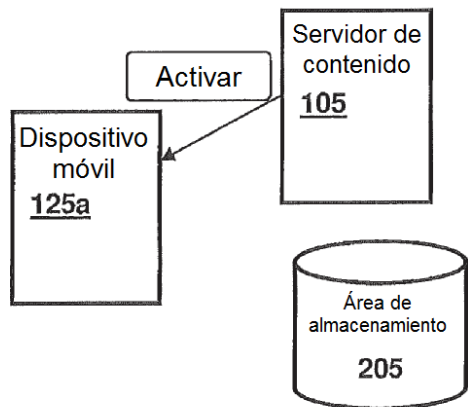 Servidor de
contenido
105
Activar
Dispositivo
móvil
125a
Área de
almacenamiento
205